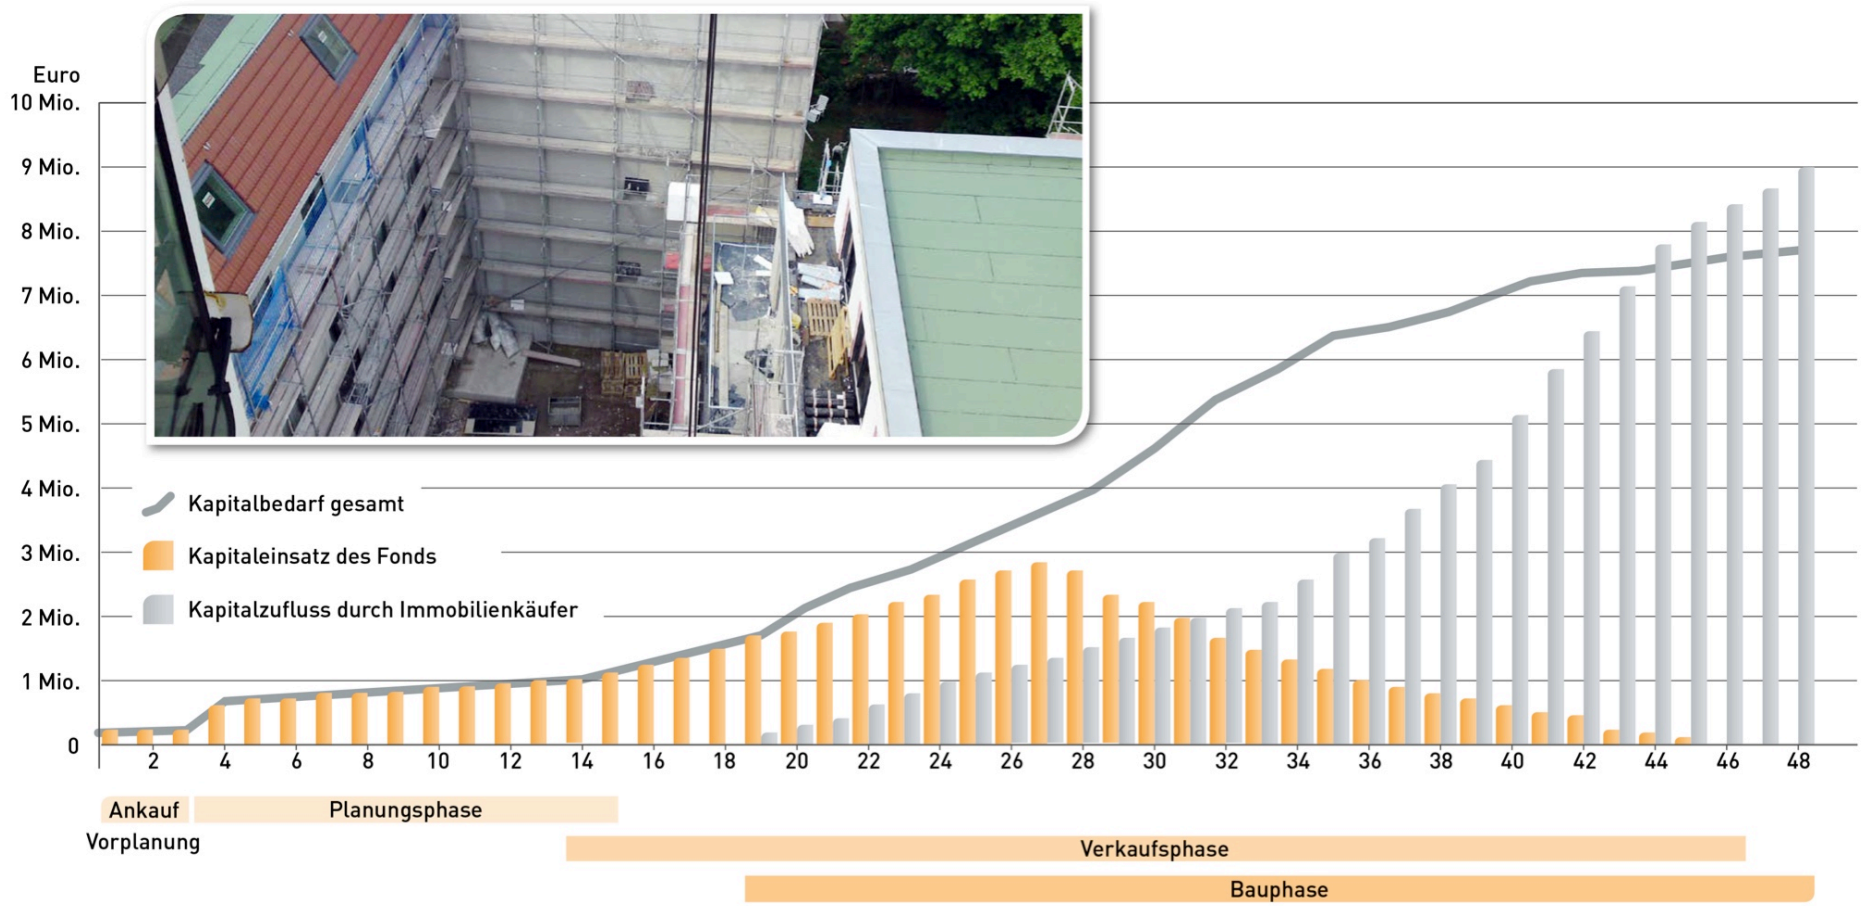 Euro
10 Mio.
9 Mio.
8 Mio.
7 Mio.
6 Mio.
5 Mio.
4 Mio.
3 Mio.
2 Mio.
1 Mio.
0
Kapitalbedarf gesamt
Kapitaleinsatz des Fonds
Kapitalzufluss durch Immobilienkäufer
2 4 6 8 10 12 14 16 18 20 22 24 26 28 30 32 34 36 38 40 42 44 46 48
Ankauf Planungsphase
Vorplanung
Verkaufsphase
Bauphase